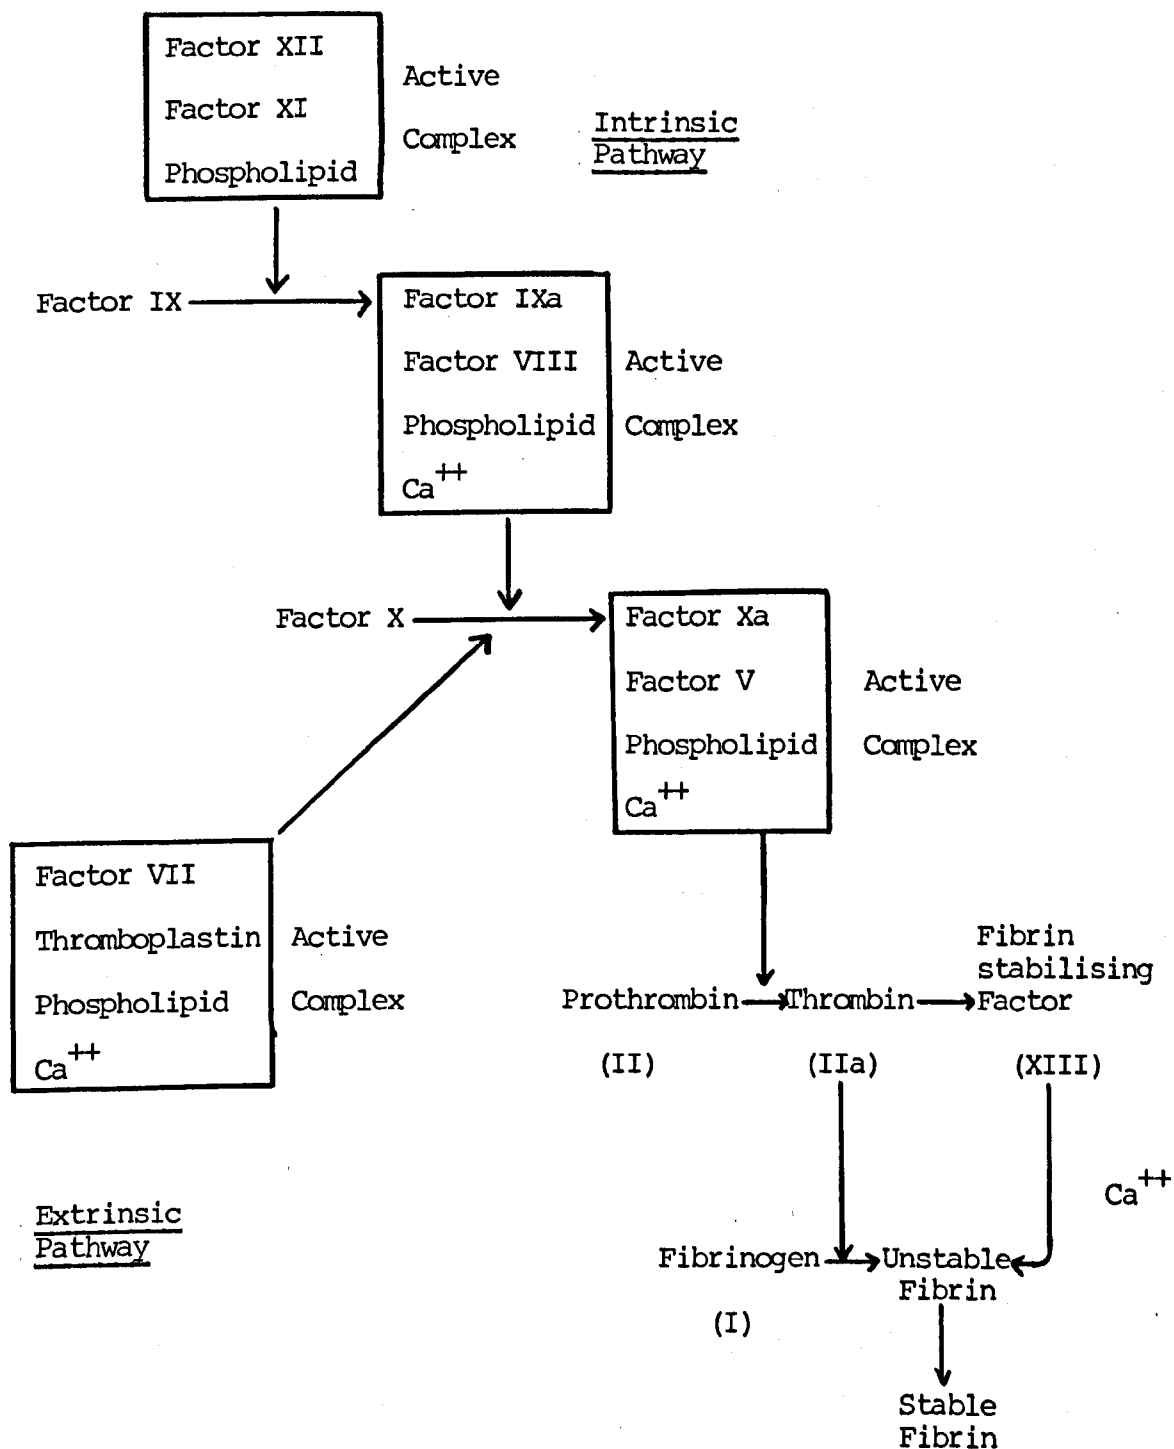 Factor XII
Factor XI
Phospholipid
Active
Complex
Intrinsic
Pathway
Factor IX
Factor IXa
Factor VIII
Phospholipid
Ca++
Active
Complex
Factor X
Factor Xa
Factor V
Phospholipid
Ca++
Active
Complex
Factor VII
Thromboplastin
Phospholipid
Ca++
Active
Complex
Extrinsic
Pathway
Prothrombin
(II)
Thrombin
(IIa)
Fibrin
stabilising
Factor
(XIII)
Ca++
Fibrinogen
(I)
Unstable
Fibrin
Stable
Fibrin